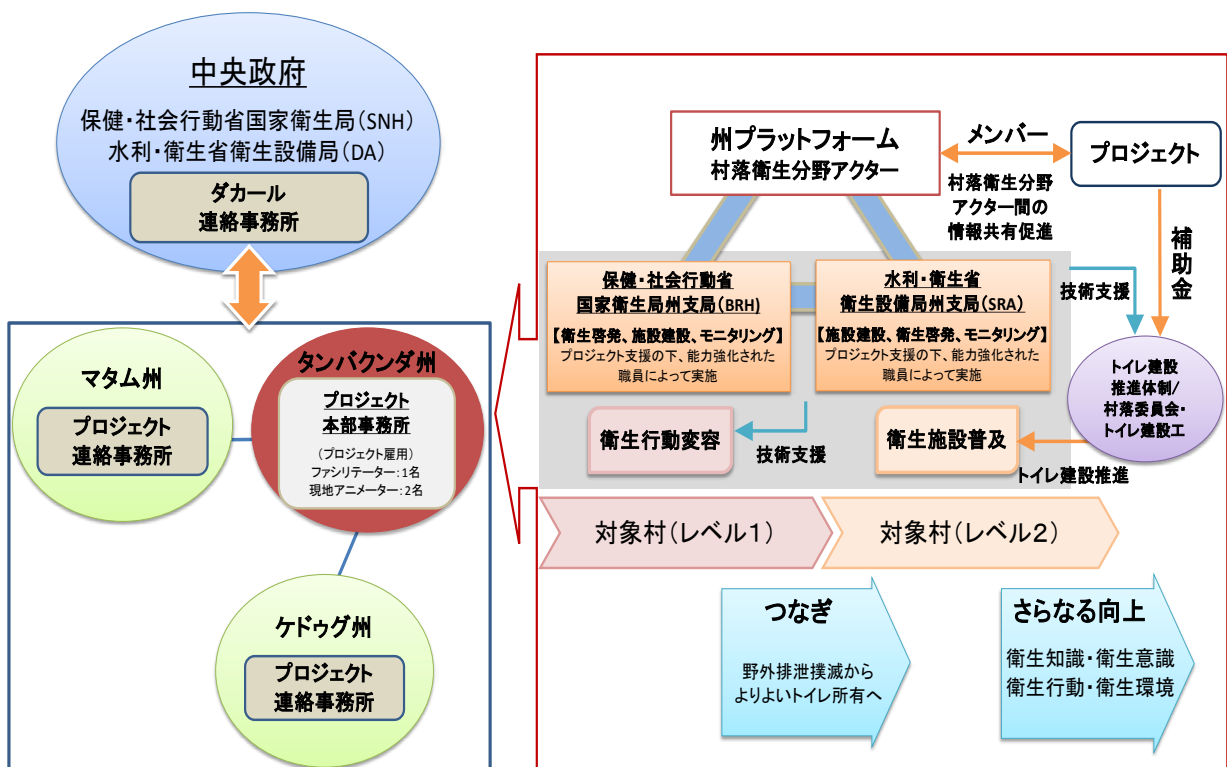 中央政府
保健・社会行動省国家衛生局(SNH)
水利・衛生省衛生設備局(DA)
ダカール
連絡事務所
マタム州
プロジェクト
連絡事務所
タンバクンダ州
プロジェクト
本部事務所
(プロジェクト雇用)
ファシリテーター:1名
現地アニメーター:2名
ケドゥグ州
プロジェクト
連絡事務所
州プラットフォーム
村落衛生分野アクター
メンバー
村落衛生分野
アクター間の
情報共有促進
プロジェクト
補助金
保健・社会行動省
国家衛生局州支局(BRH)
【衛生啓発、施設建設、モニタリング】
プロジェクト支援の下、能力強化された
職員によって実施
水利・衛生省
衛生設備局州支局(SRA)
【施設建設、衛生啓発、モニタリング】
プロジェクト支援の下、能力強化された
職員によって実施
技術支援
トイレ建設
推進体制/
村落委員会・
トイレ建設工
衛生行動変容
技術支援
衛生施設普及
トイレ建設推進
対象村(レベル1)
対象村(レベル2)
つなぎ
野外排泄撲滅から
よりよいトイレ所有へ
さらなる向上
衛生知識・衛生意識
衛生行動・衛生環境